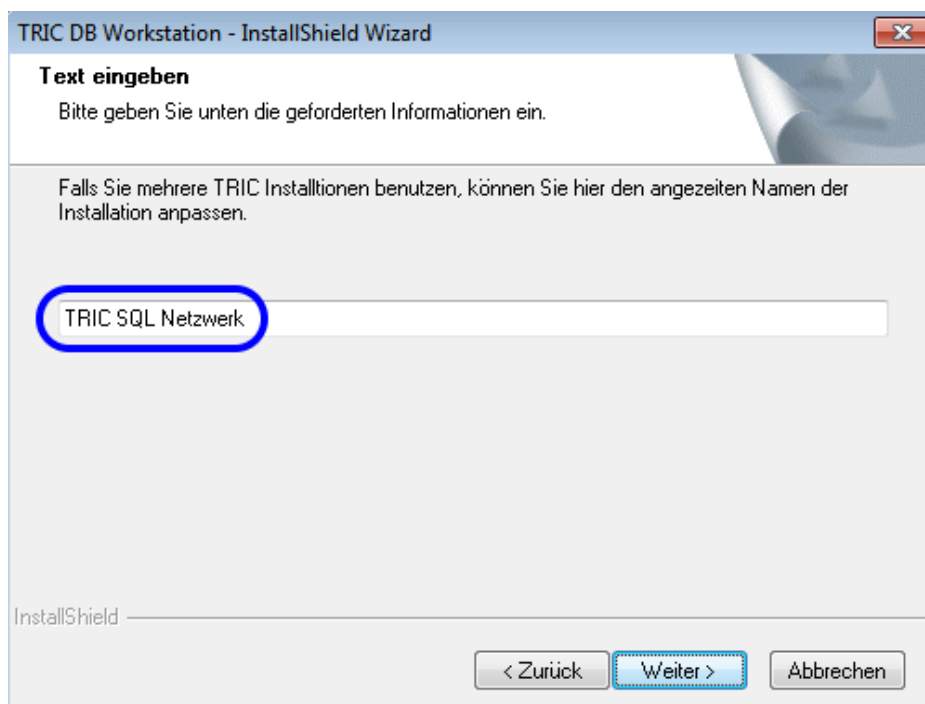 TRIC DB Workstation - InstallShield Wizard
Text eingeben
Bitte geben Sie unten die geforderten Informationen ein.
Falls Sie mehrere TRIC Installtionen benutzen, können Sie hier den angezeiten Namen der
Installation anpassen.
TRIC SQL Netzwerk
InstallShield
< Zurück
Weiter >
Abbrechen